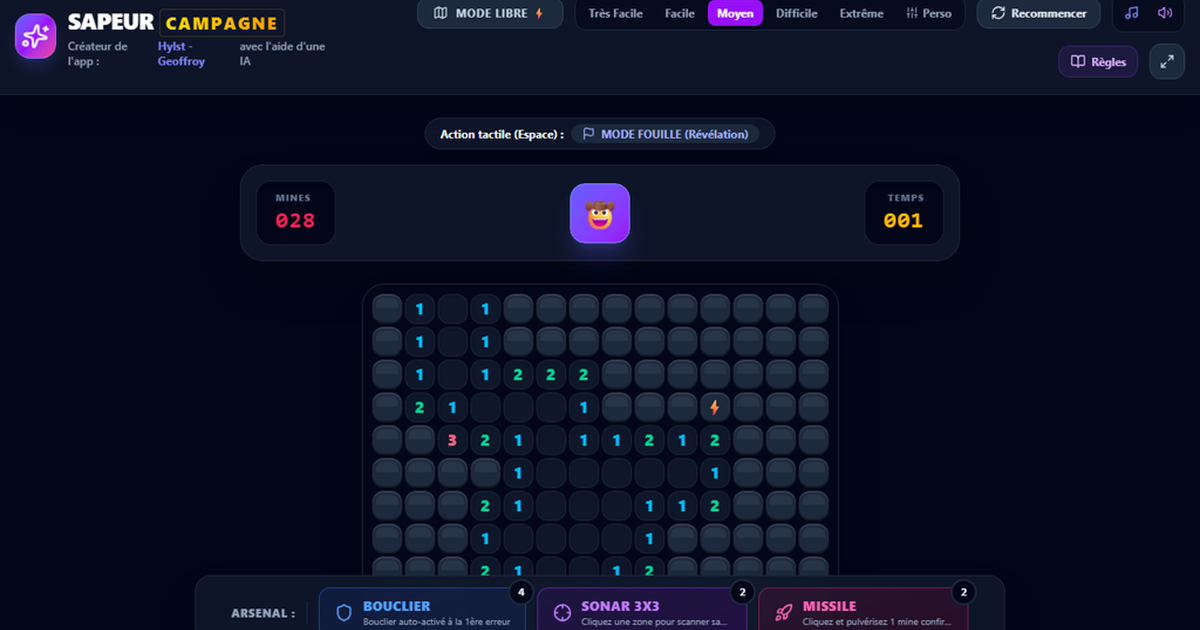 SAPEUR CAMPAGNE
Créateur de l'app :
Hylst - Geoffroy
avec l'aide d'une IA
MODE LIBRE
Très Facile
Facile
Moyen
Difficile
Extrême
Perso
Recommencer
Règles
Action tactile (Espace) :
MODE FOUILLE (Révélation)
MINES
028
TEMPS
001
1 1
1 1
1 1 2 2 2
2 1 1
3 2 1 1 1 2 1 2
1 1
2 1 1 1 2
1 1
2 1 1 2
ARSENAL :
BOUCLIER
4
Bouclier auto-activé à la 1ère erreur
SONAR 3X3
2
Cliquez une zone pour scanner sa...
MISSILE
2
Cliquez et pulvérisez 1 mine confir...